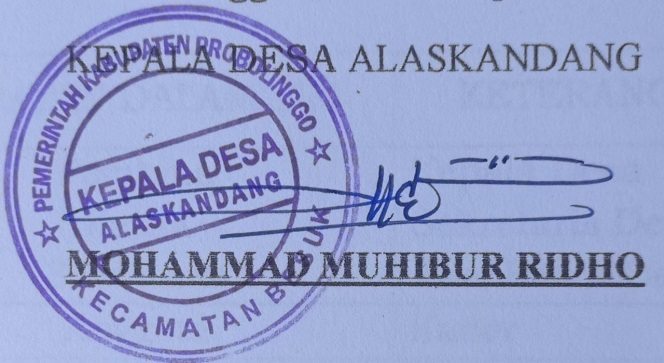 KEPALA DESA ALASKANDANG
PEMERINTAH KABUPATEN PROBOLINGGO
KEPALA DESA
ALASKANDANG
KECAMATAN BESUK
MOHAMMAD MUHIBUR RIDHO